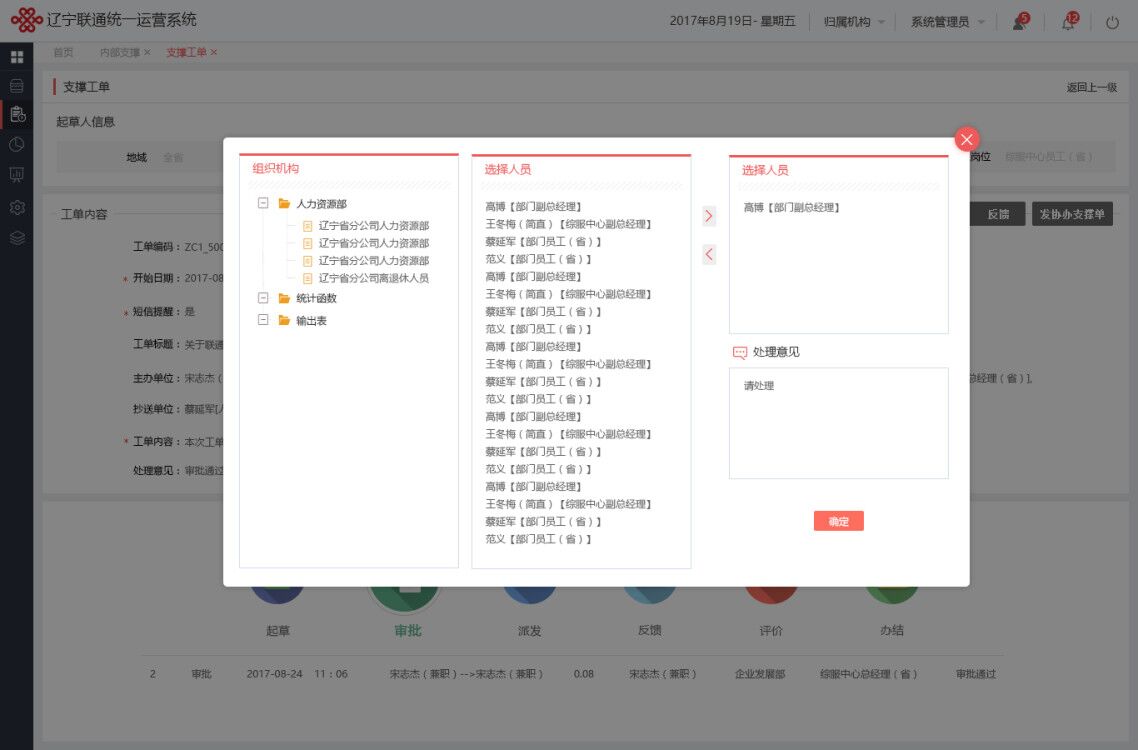 辽宁联通统一运营系统
2017年8月19日- 星期五
归属机构
系统管理员
5
12
首页
内部支撑 ×
支撑工单 ×
支撑工单
返回上一级
起草人信息
地域 全省
岗位 综服中心员工（省）
工单内容
反馈
发协办支撑单
工单编码：ZC1_500
* 开始日期：2017-08
* 短信提醒：是
工单标题：关于联通
主办单位：宋志杰（
总经理（省）],
抄送单位：蔡延军[
* 工单内容：本次工单
处理意见：审批通过
组织机构
人力资源部
辽宁省分公司人力资源部
辽宁省分公司人力资源部
辽宁省分公司人力资源部
辽宁省分公司离退休人员
统计函数
输出表
选择人员
高博【部门副总经理】
王冬梅（简直）【综服中心副总经理】
蔡延军【部门员工（省）】
范义【部门员工（省）】
高博【部门副总经理】
王冬梅（简直）【综服中心副总经理】
蔡延军【部门员工（省）】
范义【部门员工（省）】
高博【部门副总经理】
王冬梅（简直）【综服中心副总经理】
蔡延军【部门员工（省）】
范义【部门员工（省）】
高博【部门副总经理】
王冬梅（简直）【综服中心副总经理】
蔡延军【部门员工（省）】
范义【部门员工（省）】
高博【部门副总经理】
王冬梅（简直）【综服中心副总经理】
蔡延军【部门员工（省）】
范义【部门员工（省）】
选择人员
高博【部门副总经理】
处理意见
请处理
确定
起草
审批
派发
反馈
评价
办结
2 审批 2017-08-24 11：06 宋志杰（兼职）-->宋志杰（兼职） 0.08 宋志杰（兼职） 企业发展部 综服中心总经理（省） 审批通过